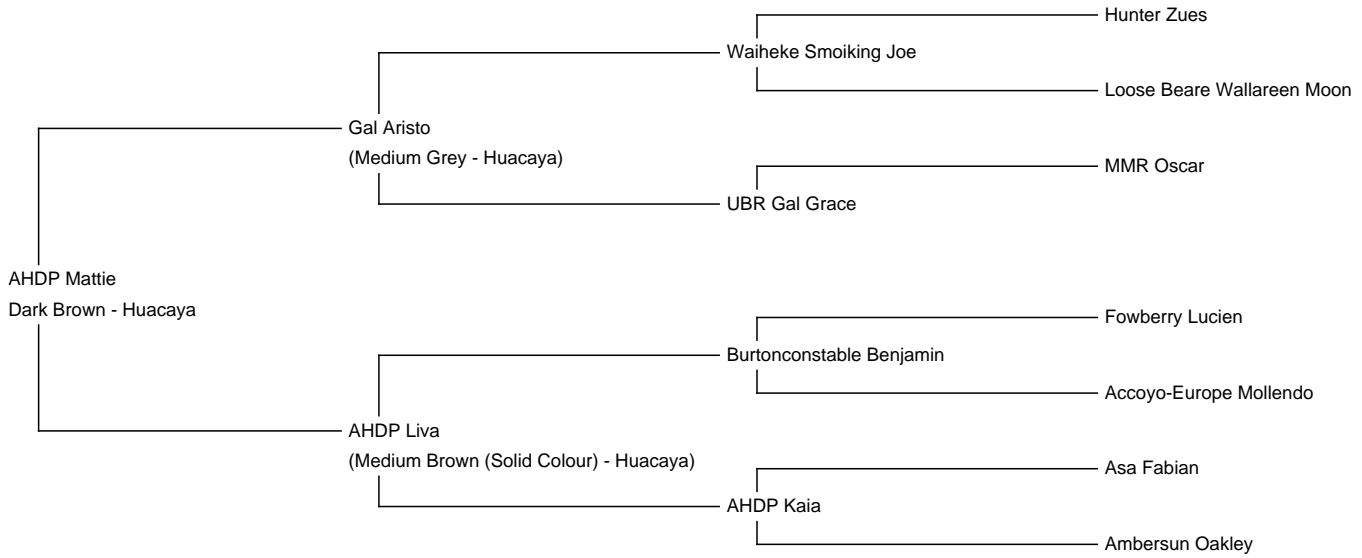 Hunter Zues
Waiheke Smoiking Joe
Loose Beare Wallareen Moon
Gal Aristo
(Medium Grey - Huacaya)
MMR Oscar
UBR Gal Grace
AHDP Mattie
Dark Brown - Huacaya
Fowberry Lucien
Burtonconstable Benjamin
Accoyo-Europe Mollendo
AHDP Liva
(Medium Brown (Solid Colour) - Huacaya)
Asa Fabian
AHDP Kaia
Ambersun Oakley